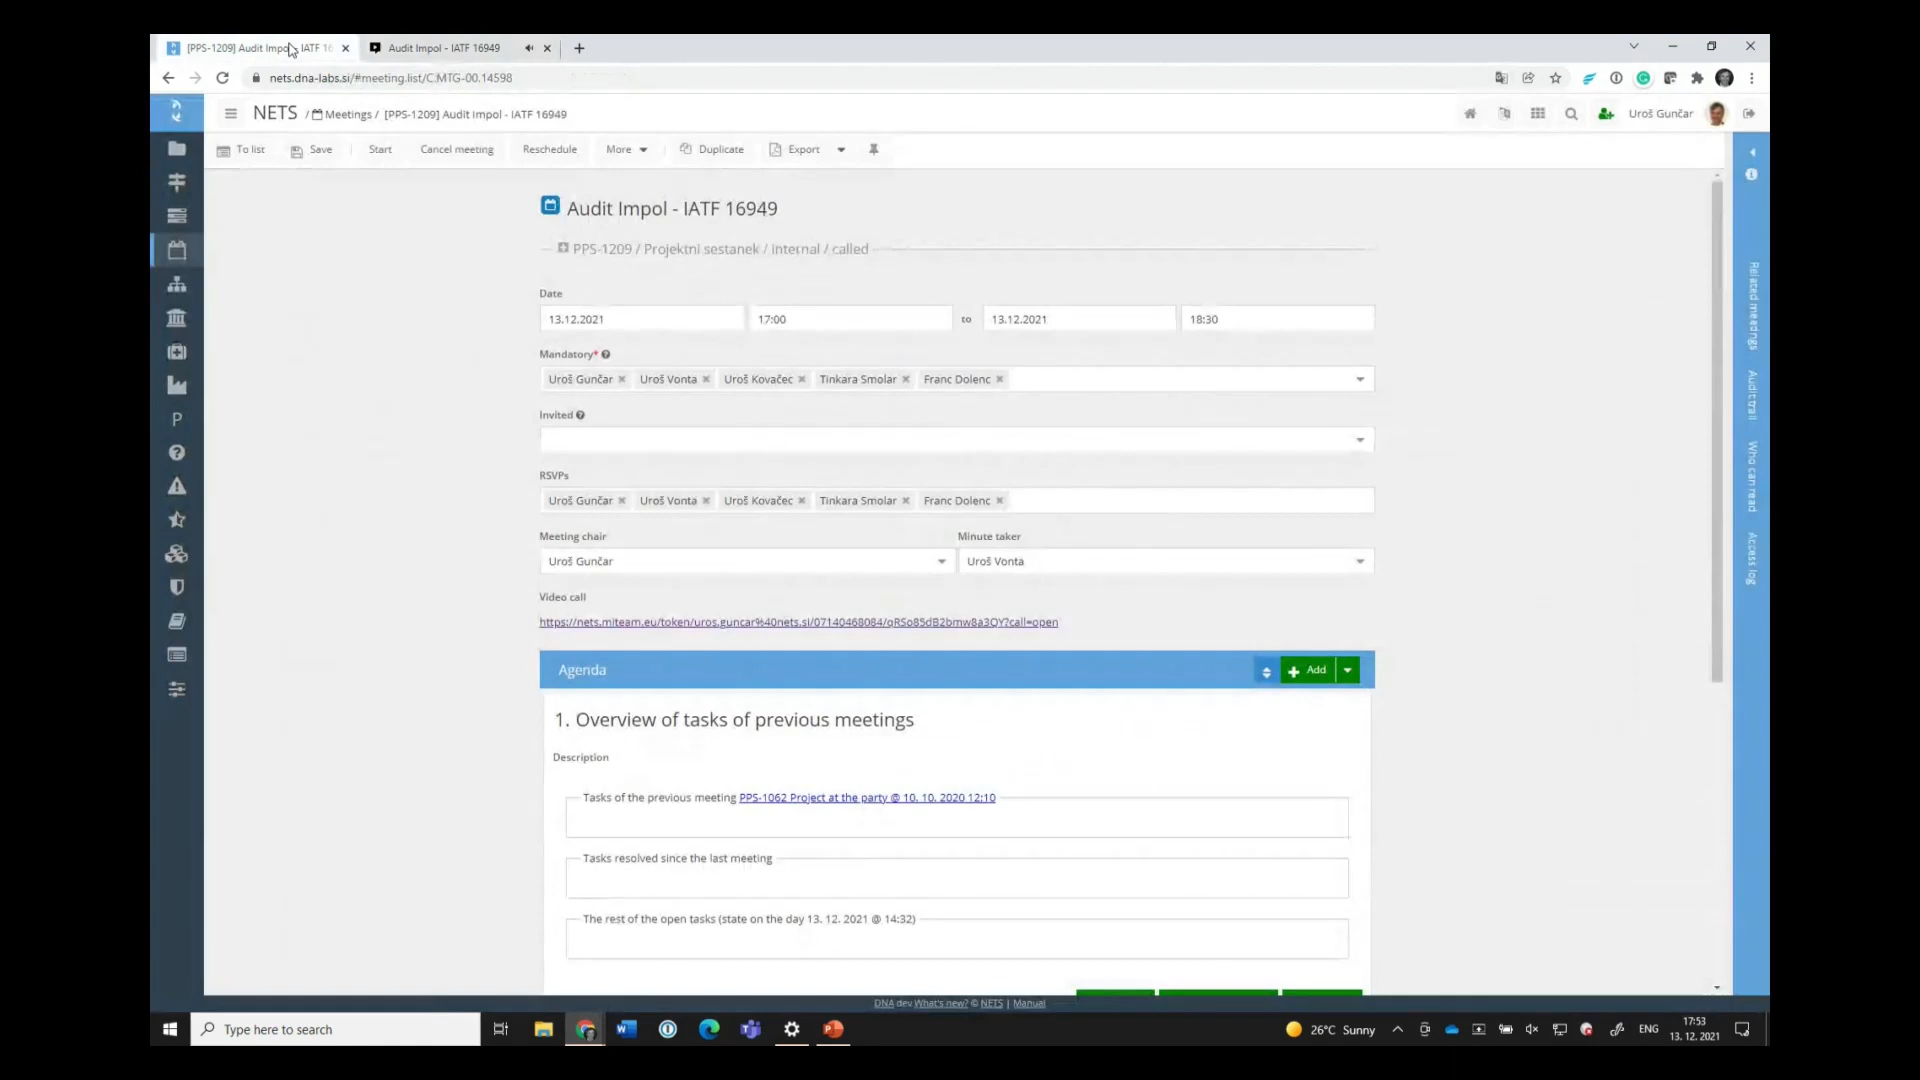 [PPS-1209] Audit Impo IATF 16
Audit Impol - IATF 16949
nets.dna-labs.si/#meeting.list/C.MTG-00.14598
NETS / Meetings / [PPS-1209] Audit Impol - IATF 16949
Uroš Gunčar
To list
Save
Start
Cancel meeting
Reschedule
More
Duplicate
Export
Audit Impol - IATF 16949
PPS-1209 / Projektni sestanek / Internal / called
Date
13.12.2021
17:00
to
13.12.2021
18:30
Mandatory*
Uroš Gunčar
Uroš Vonta
Uroš Kovačec
Tinkara Smolar
Franc Dolenc
Invited
RSVPs
Uroš Gunčar
Uroš Vonta
Uroš Kovačec
Tinkara Smolar
Franc Dolenc
Meeting chair
Minute taker
Uroš Gunčar
Uroš Vonta
Video call
https://nets.miteam.eu/token/uros.guncar%40nets.si/07140468084/qRSo85dB2bmw8a3QY?call=open
Agenda
Add
1. Overview of tasks of previous meetings
Description
Tasks of the previous meeting PPS-1062 Project at the party @ 10. 10. 2020 12:10
Tasks resolved since the last meeting
The rest of the open tasks (state on the day 13. 12. 2021 @ 14:32)
Related meetings
Audit trail
Who can read
Access log
P
DNA dev What's new? © NETS | Manual
Type here to search
26°C Sunny
ENG
17:53
13. 12. 2021